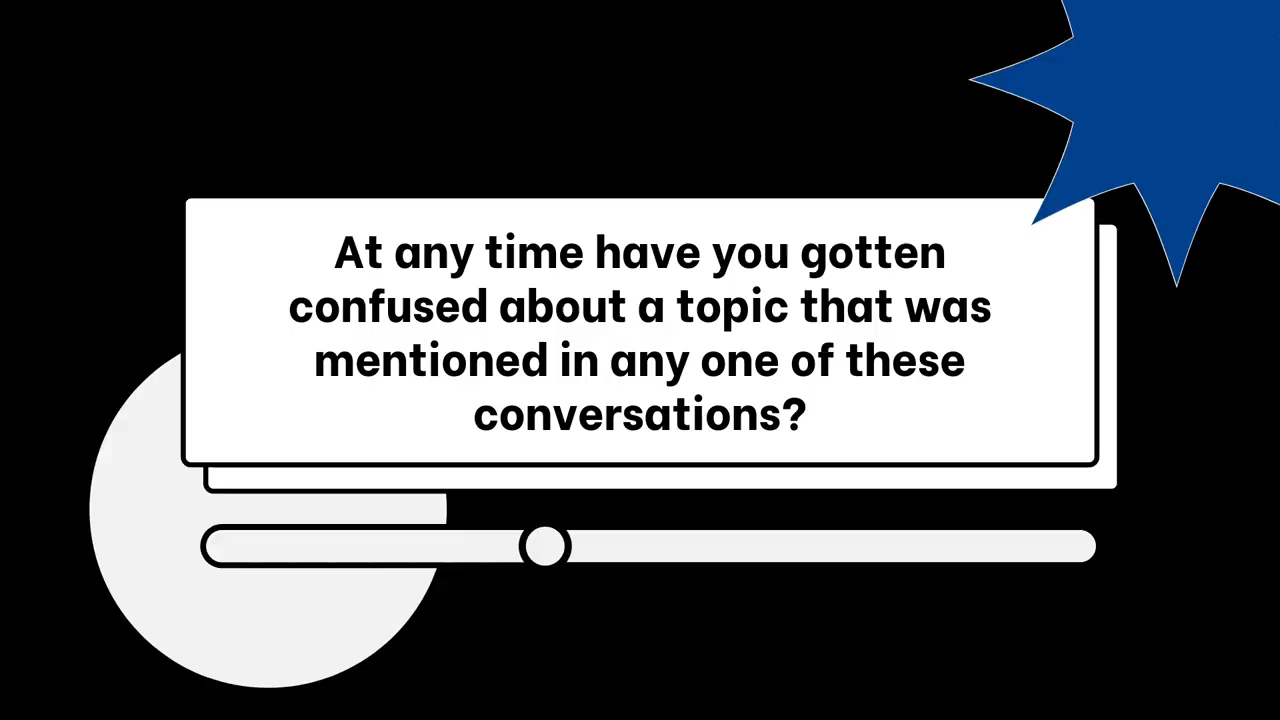 At any time have you gotten
confused about a topic that was
mentioned in any one of these
conversations?